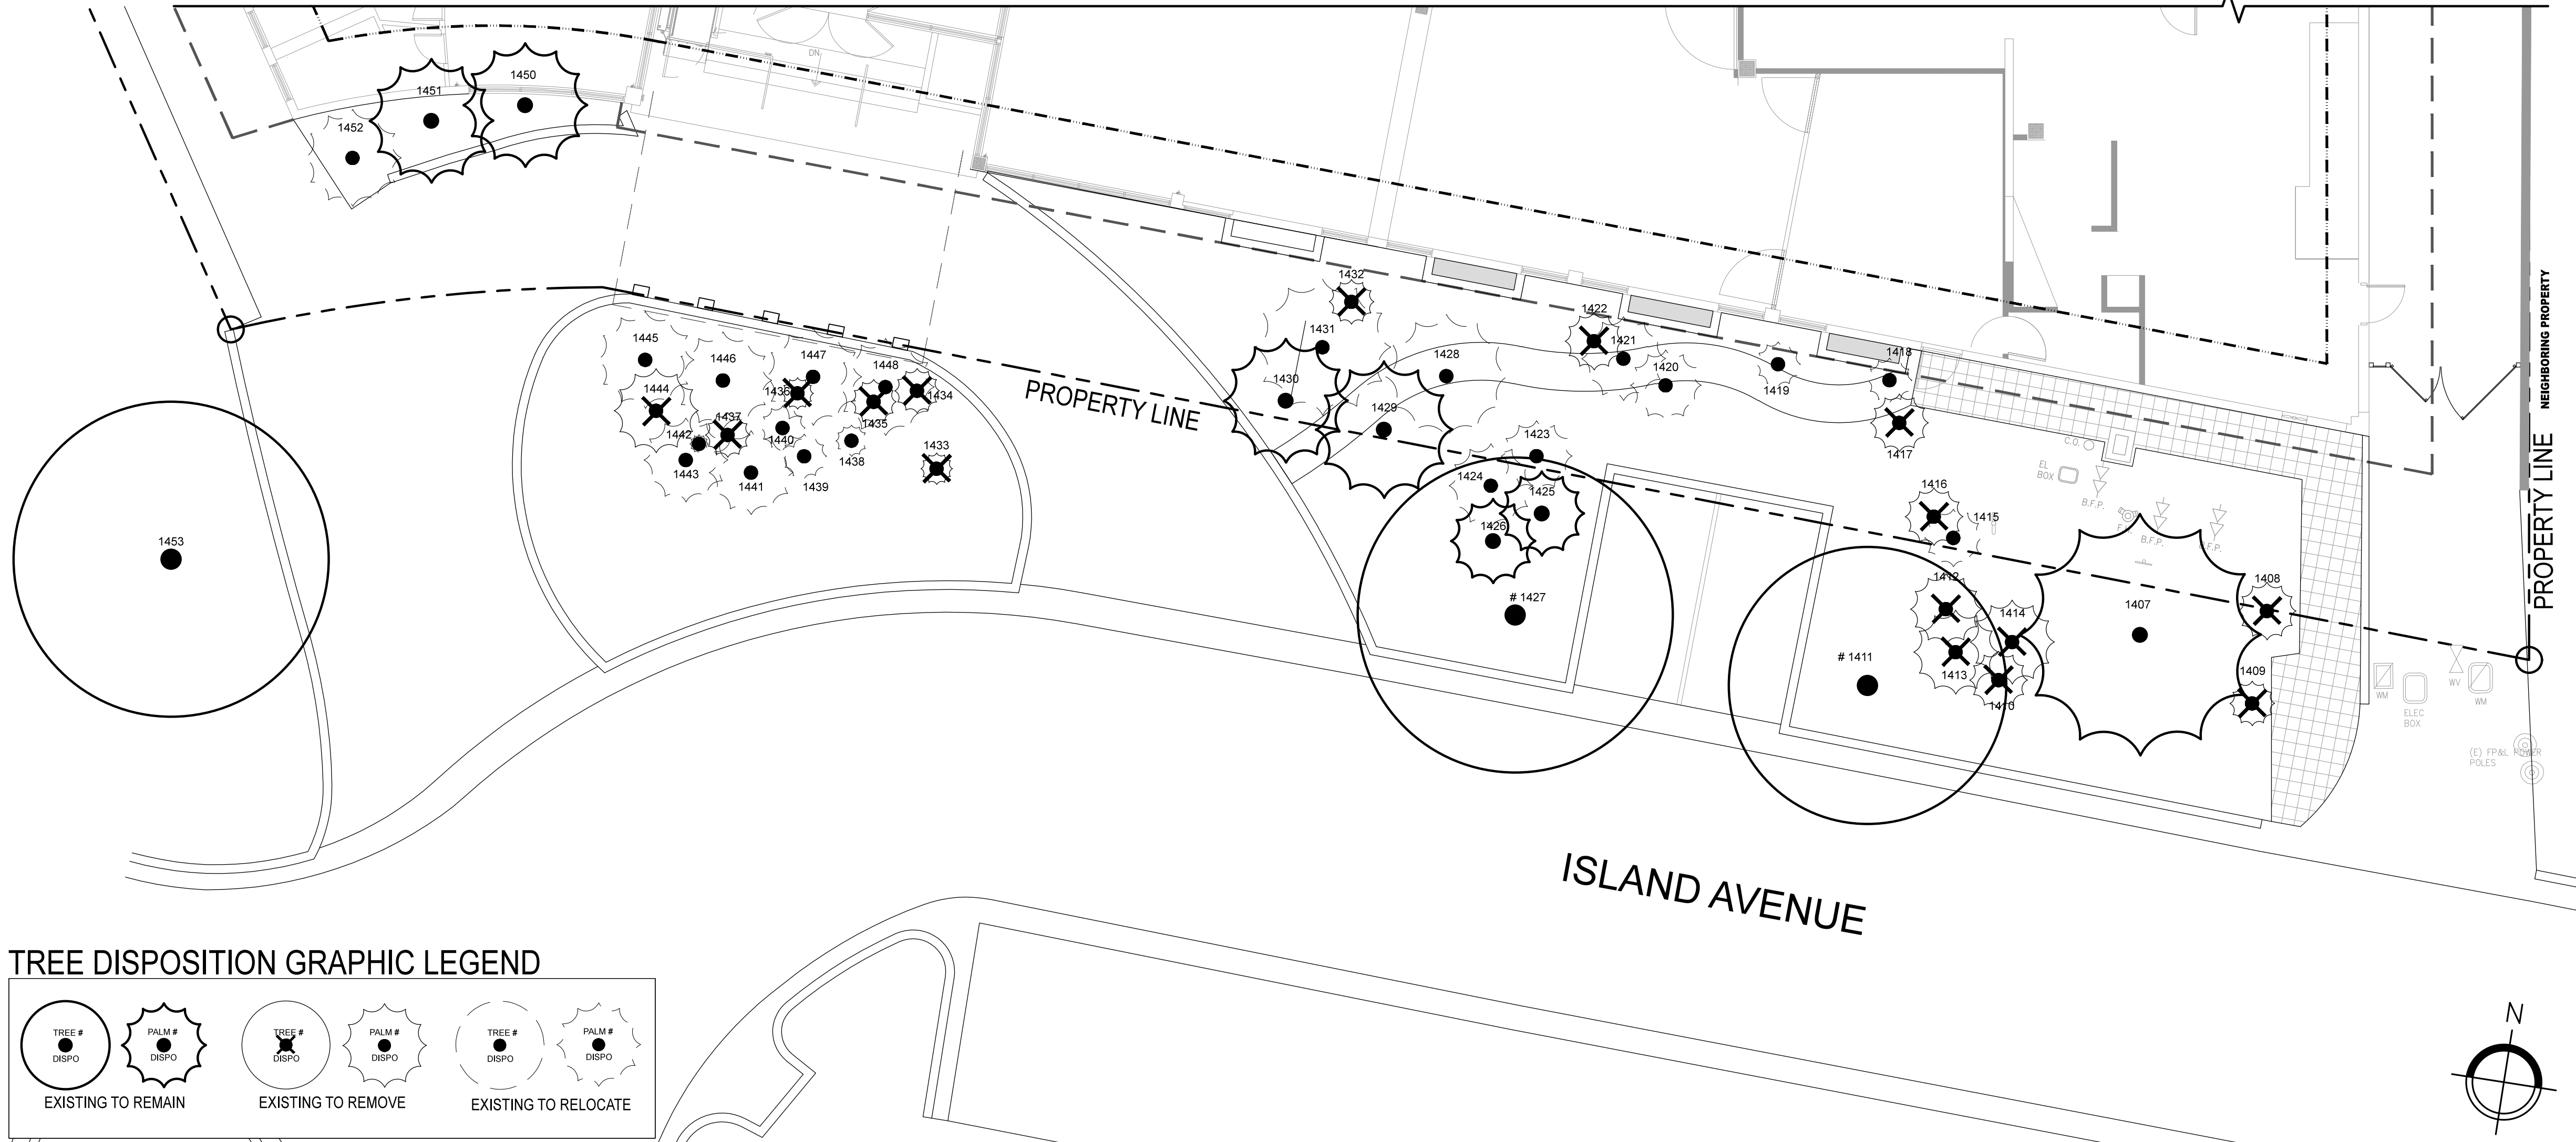 DN
1450
1451
1452
NEIGHBORING PROPERTY
PROPERTY LINE
1432
1431
1430
1429
1428
1422
1421
1420
1419
1418
1417
1445
1446
1447
1448
1444
1436
1434
1435
1437
1442
1440
1443
1441
1439
1438
1433
PROPERTY LINE
1423
1424
1425
1426
# 1427
C.O.
EL
BOX
B.F.P.
B.F.P.
B.F.P.
1416
1415
1453
1412
1414
1413
1410
# 1411
1407
1408
1409
WM
WV
WM
ELEC
BOX
(E) FP&L POWER
POLES
ISLAND AVENUE
TREE DISPOSITION GRAPHIC LEGEND
TREE #
DISPO
PALM #
DISPO
TREE #
DISPO
PALM #
DISPO
TREE #
DISPO
PALM #
DISPO
EXISTING TO REMAIN
EXISTING TO REMOVE
EXISTING TO RELOCATE
N